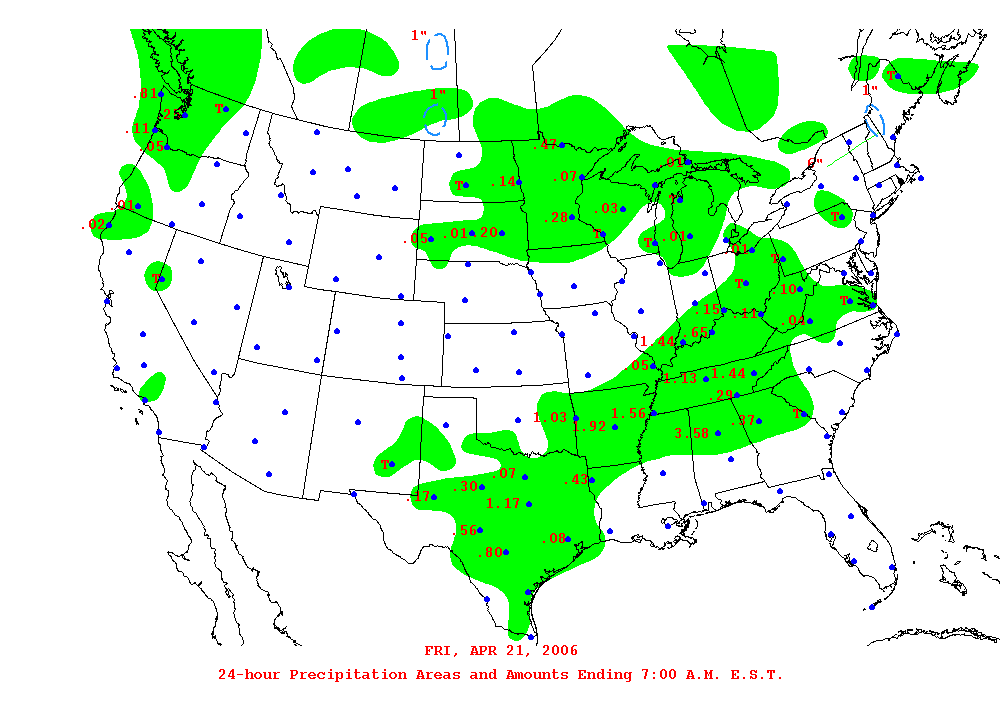 1"
.81
T
T
1"
1"
.25
.11
.05
.47
.01
6"
T
.14
.07
T
.01
.02
.28
.03
T
.05
.01
.20
T
T
.01
.01
T
T
T
.10
T
.15
.11
.04
1.44
.65
.05
1.13
1.44
.29
1.03
1.92
1.56
3.58
.37
T
T
.07
.43
.30
.17
1.17
.56
.08
.80
FRI, APR 21, 2006
24-hour Precipitation Areas and Amounts Ending 7:00 A.M. E.S.T.